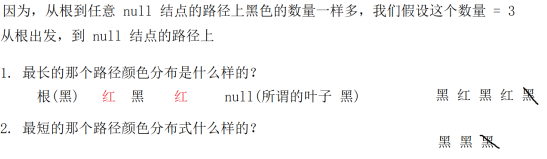 因为，从根到任意 null 结点的路径上黑色的数量一样多，我们假设这个数量 = 3
从根出发，到 null 结点的路径上
1. 最长的那个路径颜色分布是什么样的？
根(黑) 红 黑 红 null(所谓的叶子 黑) 黑 红 黑 红 黑
2. 最短的那个路径颜色分布式什么样的？
黑 黑 黑